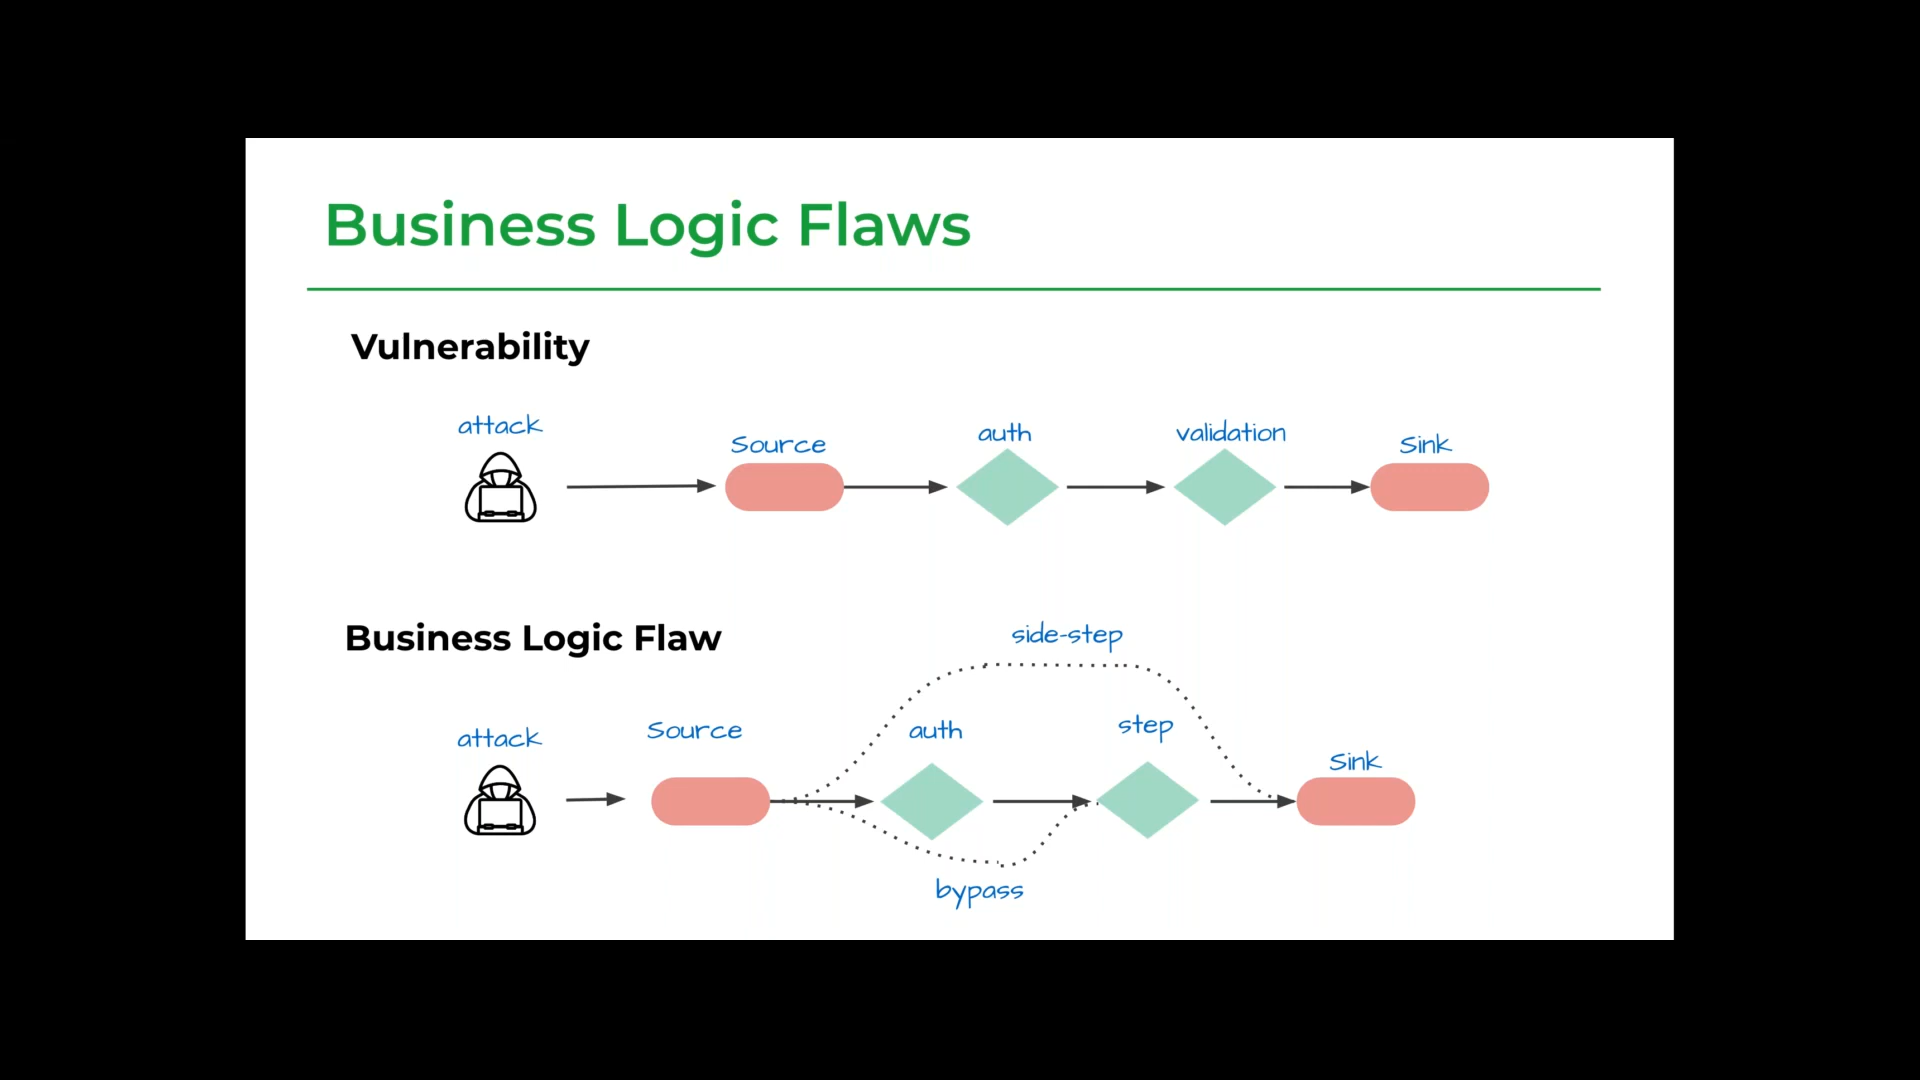 Business Logic Flaws
Vulnerability
attack
Source
auth
validation
Sink
Business Logic Flaw
side-step
attack
Source
auth
step
Sink
bypass